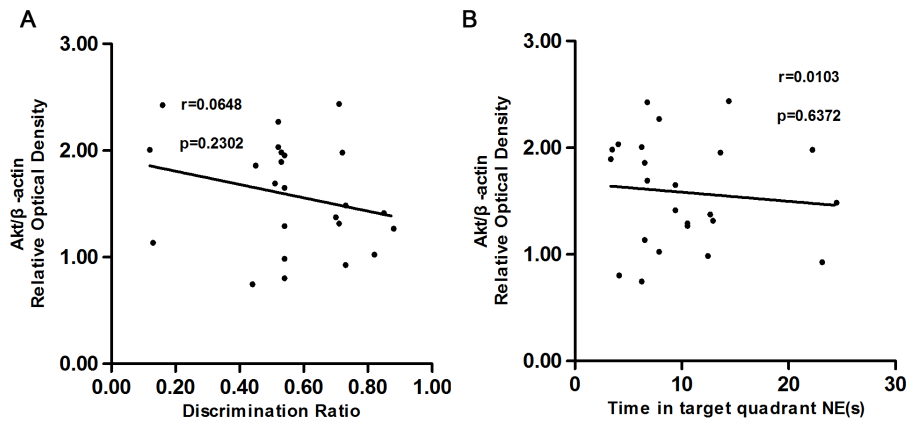 A
3.00
2.00
1.00
0.00
Akt/β -actin
Relative Optical Density
r=0.0648
p=0.2302
0.00 0.20 0.40 0.60 0.80 1.00
Discrimination Ratio
B
3.00
2.00
1.00
0.00
Akt/β -actin
Relative Optical Density
r=0.0103
p=0.6372
0 10 20 30
Time in target quadrant NE(s)